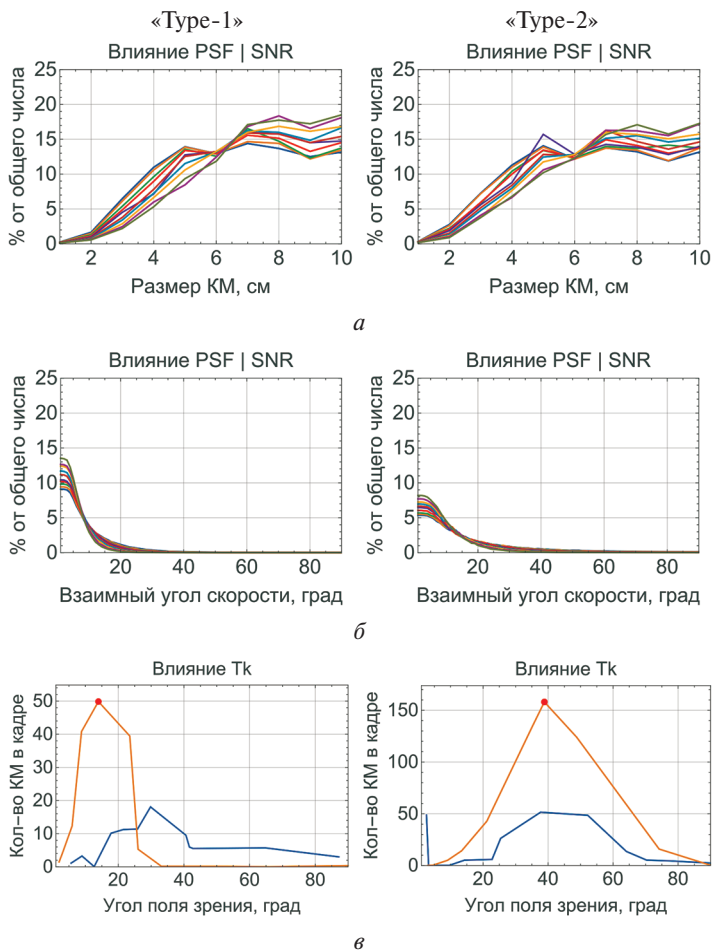 «Type-1» «Type-2»
Влияние PSF | SNR Влияние PSF | SNR
% от общего числа
25
20
15
10
5
0
2 4 6 8 10
Размер КМ, см
% от общего числа
25
20
15
10
5
0
2 4 6 8 10
Размер КМ, см
а
Влияние PSF | SNR Влияние PSF | SNR
% от общего числа
25
20
15
10
5
0
20 40 60 80
Взаимный угол скорости, град
% от общего числа
25
20
15
10
5
0
20 40 60 80
Взаимный угол скорости, град
б
Влияние Tk Влияние Tk
Кол–во КМ в кадре
50
40
30
20
10
0
20 40 60 80
Угол поля зрения, град
Кол–во КМ в кадре
150
100
50
0
20 40 60 80
Угол поля зрения, град
в